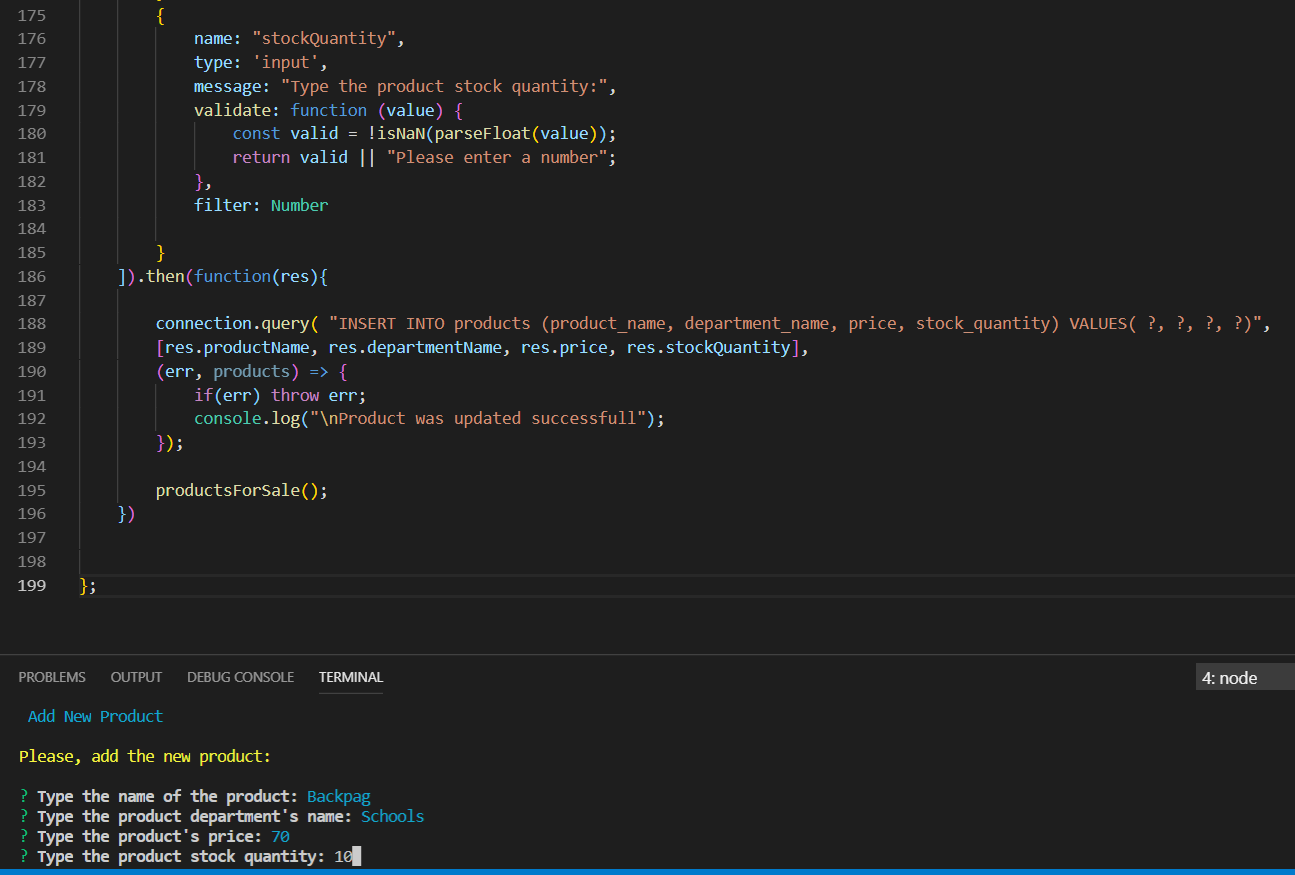 175 {
176 name: "stockQuantity",
177 type: 'input',
178 message: "Type the product stock quantity:",
179 validate: function (value) {
180 const valid = !isNaN(parseFloat(value));
181 return valid || "Please enter a number";
182 },
183 filter: Number
184
185 }
186 ]).then(function(res){
187
188 connection.query( "INSERT INTO products (product_name, department_name, price, stock_quantity) VALUES( ?, ?, ?, ?)",
189 [res.productName, res.departmentName, res.price, res.stockQuantity],
190 (err, products) => {
191 if(err) throw err;
192 console.log("\nProduct was updated successfull");
193 });
194
195 productsForSale();
196 })
197
198
199 };
PROBLEMS OUTPUT DEBUG CONSOLE TERMINAL 4: node
Add New Product
Please, add the new product:
? Type the name of the product: Backpag
? Type the product department's name: Schools
? Type the product's price: 70
? Type the product stock quantity: 10